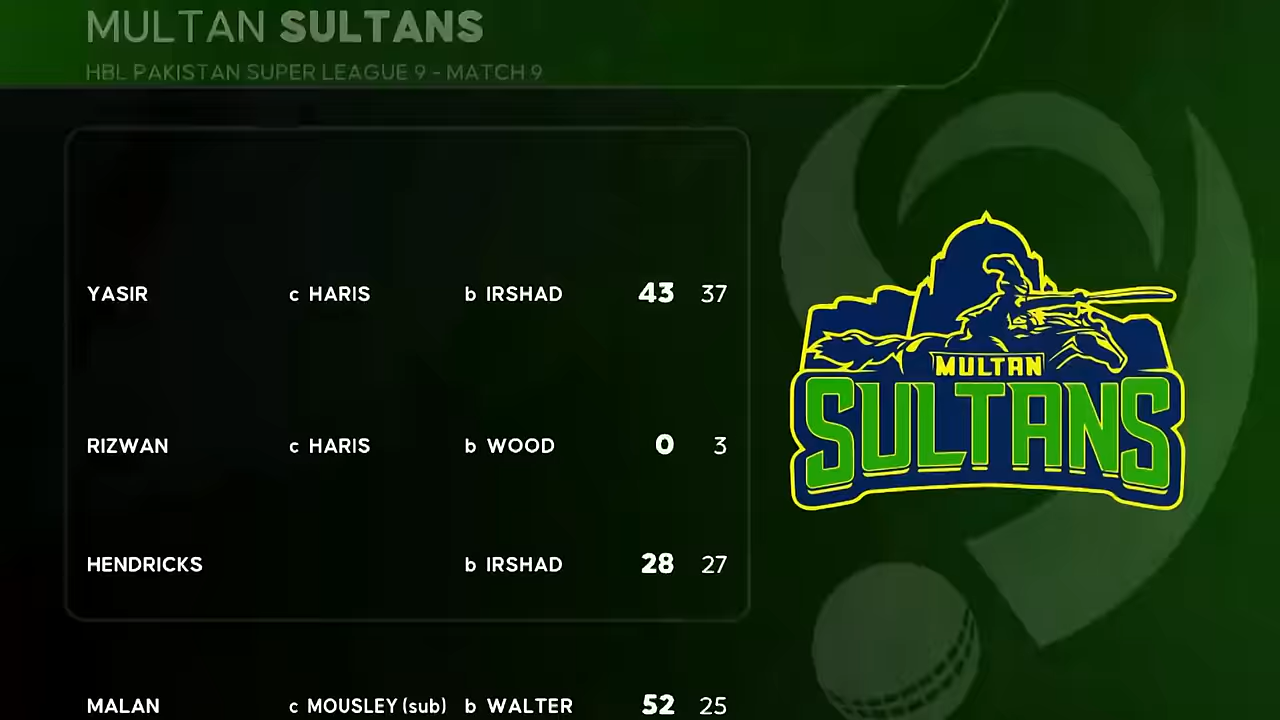 MULTAN SULTANS
HBL PAKISTAN SUPER LEAGUE 9 - MATCH 9
YASIR c HARIS b IRSHAD 43 37
RIZWAN c HARIS b WOOD 0 3
HENDRICKS b IRSHAD 28 27
MALAN c MOUSLEY (sub) b WALTER 52 25
MULTAN
SULTANS